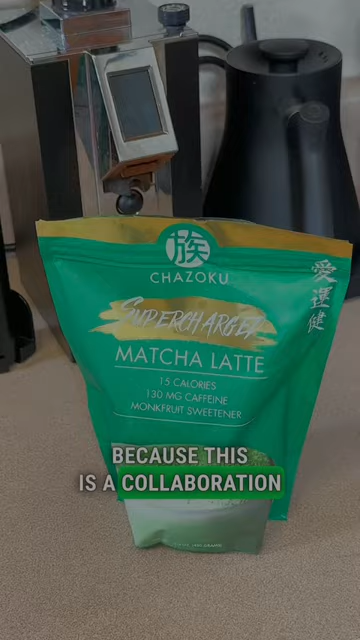 族
CHAZOKU
愛
運
健
SUPERCHARGED
MATCHA LATTE
15 CALORIES
130 MG CAFFEINE
MONKFRUIT SWEETENER
BECAUSE THIS
IS A COLLABORATION